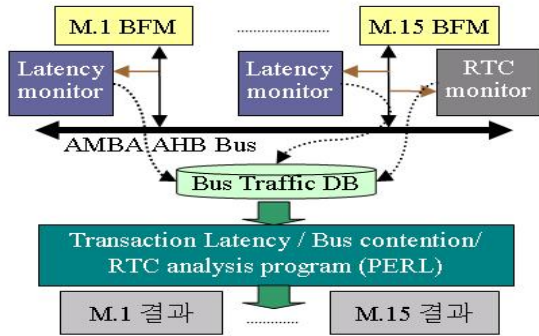 M.1 BFM
M.15 BFM
Latency
monitor
Latency
monitor
RTC
monitor
AMBA AHB Bus
Bus Traffic DB
Transaction Latency / Bus contention/
RTC analysis program (PERL)
M.1 결과
M.15 결과